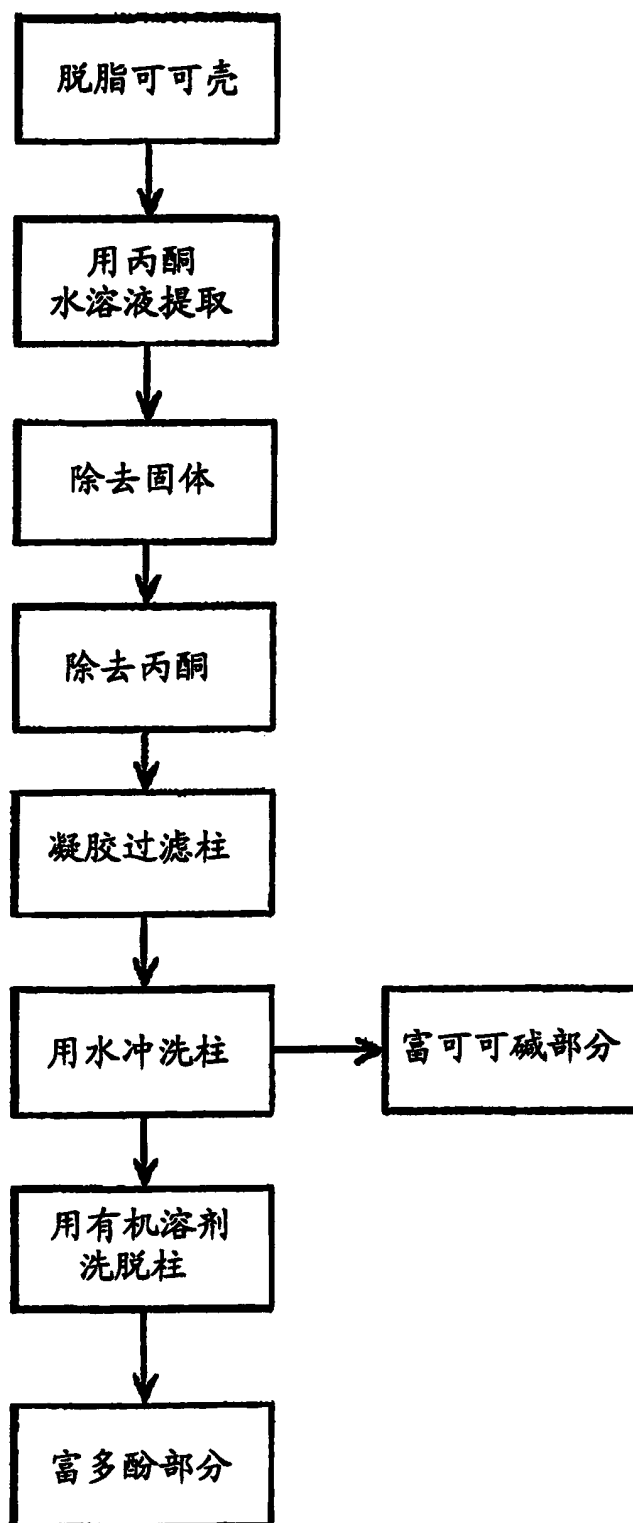 脱脂可可壳
用丙酮
水溶液提取
除去固体
除去丙酮
凝胶过滤柱
用水冲洗柱
富可可碱部分
用有机溶剂
洗脱柱
富多酚部分